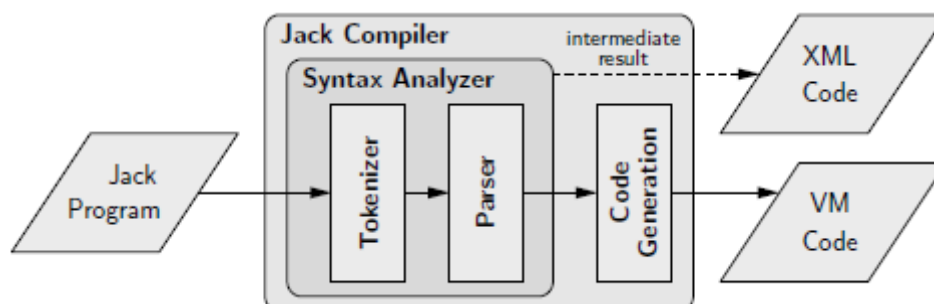 Jack Compiler
intermediate
result
XML
Code
Syntax Analyzer
Jack
Program
Tokenizer
Parser
Code
Generation
VM
Code